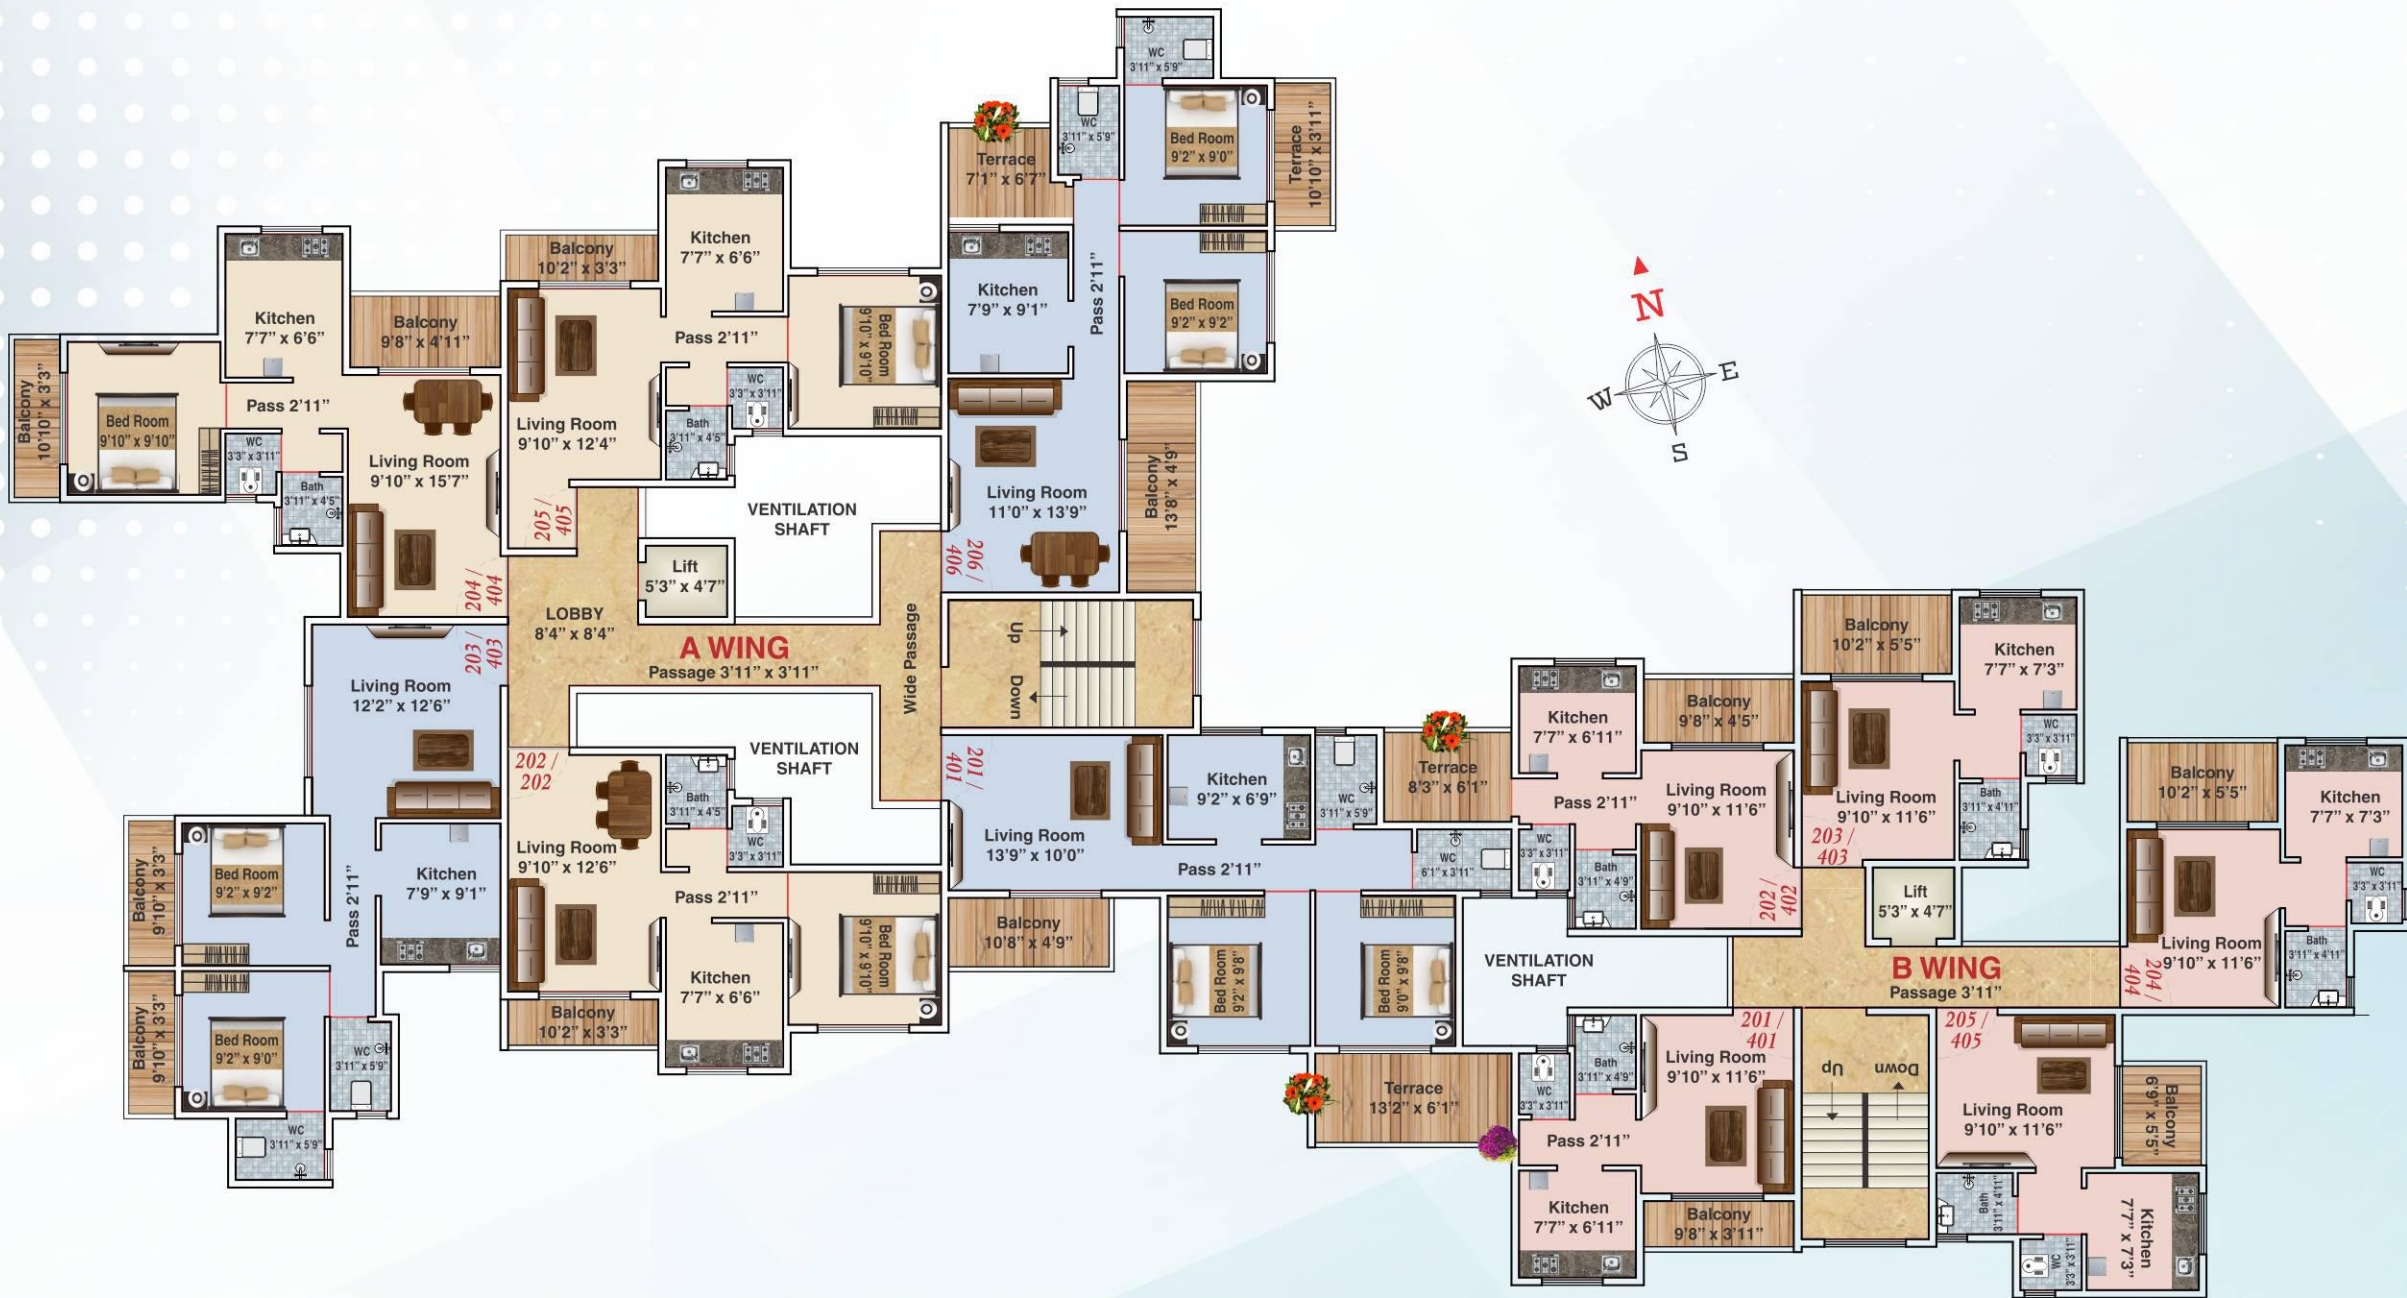 WC
3'11" x 5'9"
WC
3'11" x 5'9"
Bed Room
9'2" x 9'0"
Terrace
10'10" x 3'11"
Terrace
7'1" x 6'7"
Kitchen
7'9" x 9'1"
Pass 2'11"
Bed Room
9'2" x 9'2"
Living Room
11'0" x 13'9"
Balcony
13'8" x 4'9"
206 /
406
Kitchen
7'7" x 6'6"
Balcony
10'2" x 3'3"
Pass 2'11"
Bed Room
9'10" x 9'10"
WC
3'3" x 3'11"
Bath
3'11" x 4'5"
Living Room
9'10" x 12'4"
205 /
405
Kitchen
7'7" x 6'6"
Balcony
9'8" x 4'11"
Balcony
10'10" x 3'3"
Bed Room
9'10" x 9'10"
Pass 2'11"
WC
3'3" x 3'11"
Bath
3'11" x 4'5"
Living Room
9'10" x 15'7"
204 /
404
VENTILATION
SHAFT
Lift
5'3" x 4'7"
LOBBY
8'4" x 8'4"
A WING
Passage 3'11" x 3'11"
Wide Passage
Up
Down
203 /
403
Living Room
12'2" x 12'6"
Balcony
9'10" x 3'3"
Bed Room
9'2" x 9'2"
Pass 2'11"
Kitchen
7'9" x 9'1"
Balcony
9'10" x 3'3"
Bed Room
9'2" x 9'0"
WC
3'11" x 5'9"
WC
3'11" x 5'9"
202 /
202
VENTILATION
SHAFT
Bath
3'11" x 4'5"
WC
3'3" x 3'11"
Living Room
9'10" x 12'6"
Pass 2'11"
Bed Room
9'10" x 9'10"
Kitchen
7'7" x 6'6"
Balcony
10'2" x 3'3"
201 /
401
Living Room
13'9" x 10'0"
Kitchen
9'2" x 6'9"
WC
3'11" x 5'9"
Terrace
8'3" x 6'1"
WC
6'1" x 3'11"
Pass 2'11"
Balcony
10'8" x 4'9"
Bed Room
9'2" x 9'8"
Bed Room
9'0" x 9'8"
Terrace
13'2" x 6'1"
N
E
W
S
VENTILATION
SHAFT
Kitchen
7'7" x 6'11"
Balcony
9'8" x 4'5"
Pass 2'11"
Living Room
9'10" x 11'6"
WC
3'3" x 3'11"
Bath
3'11" x 4'9"
202 /
402
Balcony
10'2" x 5'5"
Kitchen
7'7" x 7'3"
WC
3'3" x 3'11"
Bath
3'11" x 4'11"
Living Room
9'10" x 11'6"
203 /
403
Lift
5'3" x 4'7"
B WING
Passage 3'11"
Balcony
10'2" x 5'5"
Kitchen
7'7" x 7'3"
WC
3'3" x 3'11"
Bath
3'11" x 4'11"
Living Room
9'10" x 11'6"
204 /
404
201 /
401
Living Room
9'10" x 11'6"
Bath
3'11" x 4'9"
WC
3'3" x 3'11"
Pass 2'11"
Kitchen
7'7" x 6'11"
Balcony
9'8" x 3'11"
Up
Down
205 /
405
Living Room
9'10" x 11'6"
Balcony
6'9" x 5'5"
Bath
3'11" x 4'11"
WC
3'3" x 3'11"
Kitchen
7'7" x 7'3"